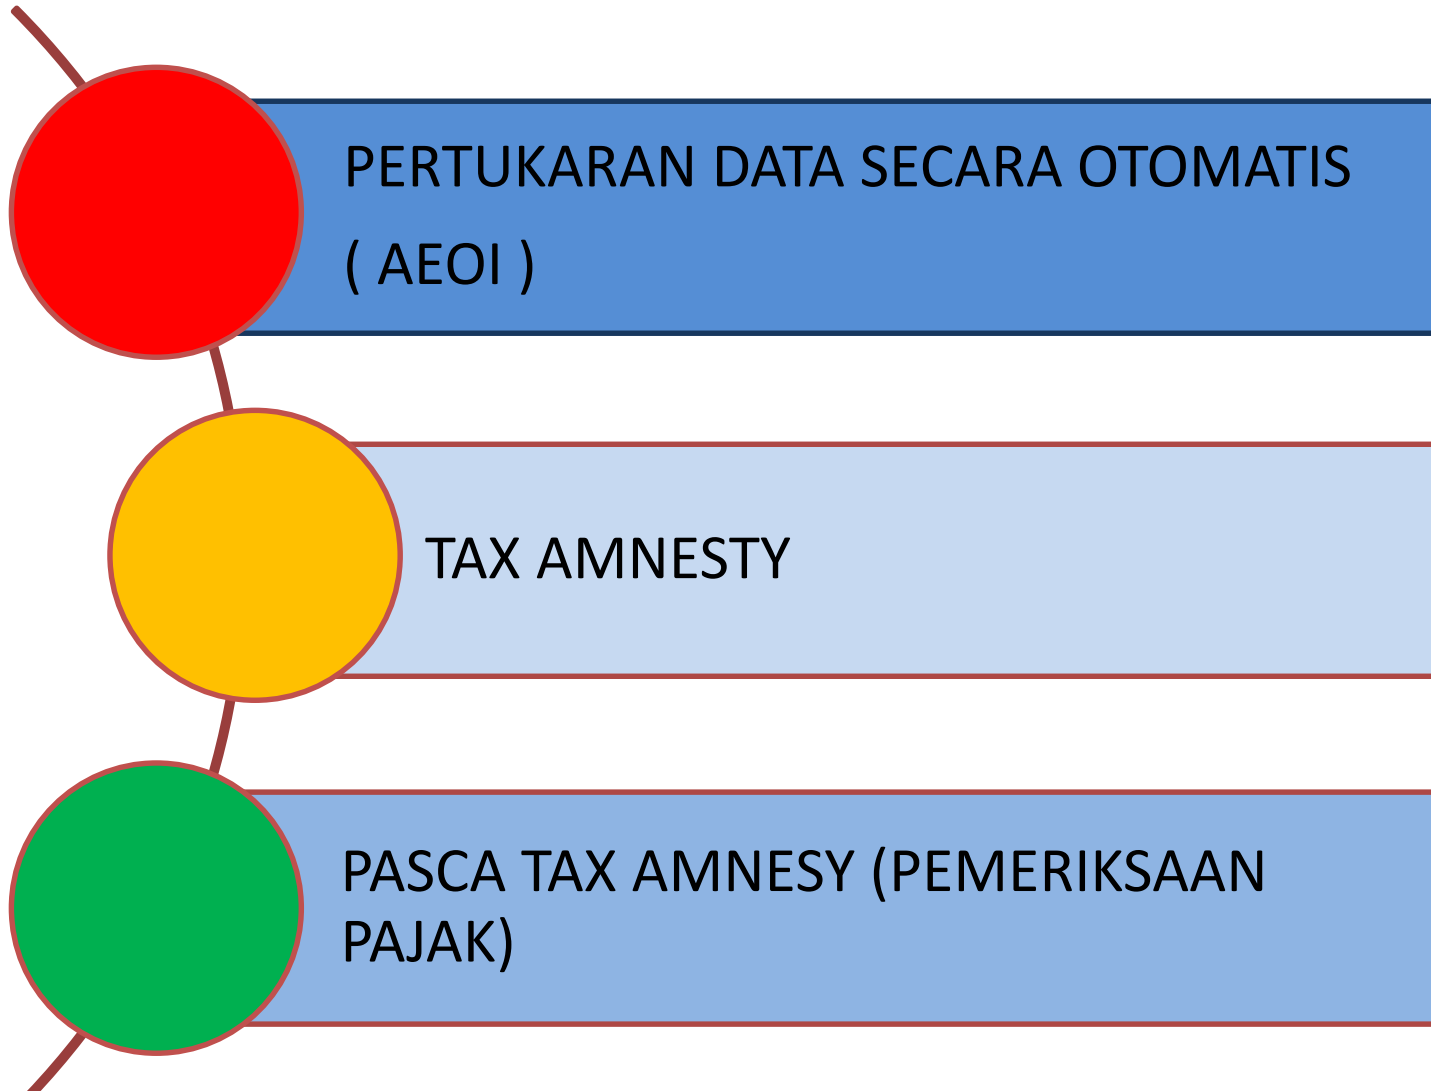 PERTUKARAN DATA SECARA OTOMATIS
( AEOI )
TAX AMNESTY
PASCA TAX AMNESY (PEMERIKSAAN
PAJAK)